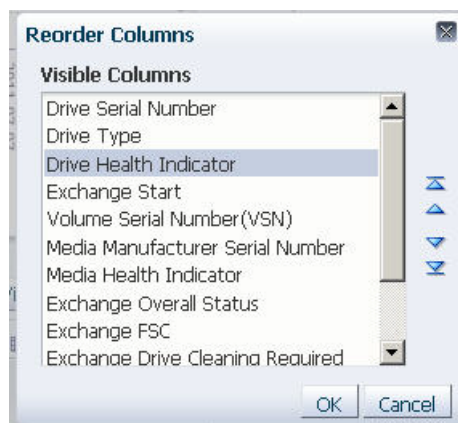 Reorder Columns
Visible Columns
Drive Serial Number
Drive Type
Drive Health Indicator
Exchange Start
Volume Serial Number(VSN)
Media Manufacturer Serial Number
Media Health Indicator
Exchange Overall Status
Exchange FSC
Exchange Drive Cleaning Required
OK
Cancel